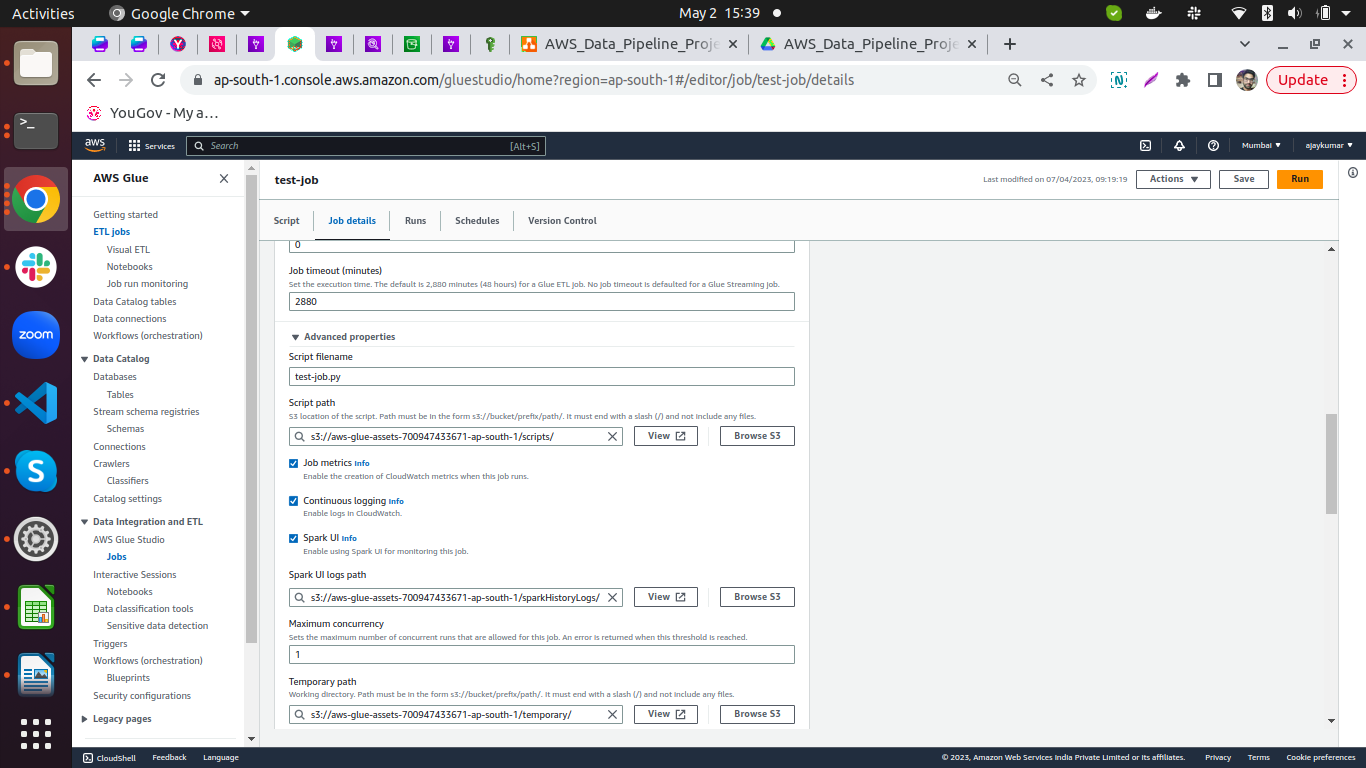 Activities
Google Chrome
May 2 15:39
AWS_Data_Pipeline_Proje
AWS_Data_Pipeline_Proje
ap-south-1.console.aws.amazon.com/gluestudio/home?region=ap-south-1#/editor/job/test-job/details
Update
YouGov - My a…
aws
Services
Search
[Alt+S]
Mumbai
ajaykumar
AWS Glue
Getting started
ETL jobs
Visual ETL
Notebooks
Job run monitoring
Data Catalog tables
Data connections
Workflows (orchestration)
Data Catalog
Databases
Tables
Stream schema registries
Schemas
Connections
Crawlers
Classifiers
Catalog settings
Data Integration and ETL
AWS Glue Studio
Jobs
Interactive Sessions
Notebooks
Data classification tools
Sensitive data detection
Triggers
Workflows (orchestration)
Blueprints
Security configurations
Legacy pages
test-job
Last modified on 07/04/2023, 09:19:19
Actions
Save
Run
Script
Job details
Runs
Schedules
Version Control
0
Job timeout (minutes)
Set the execution time. The default is 2,880 minutes (48 hours) for a Glue ETL job. No job timeout is defaulted for a Glue Streaming job.
2880
Advanced properties
Script filename
test-job.py
Script path
S3 location of the script. Path must be in the form s3://bucket/prefix/path/. It must end with a slash (/) and not include any files.
s3://aws-glue-assets-700947433671-ap-south-1/scripts/
View
Browse S3
Job metrics Info
Enable the creation of CloudWatch metrics when this job runs.
Continuous logging Info
Enable logs in CloudWatch.
Spark UI Info
Enable using Spark UI for monitoring this job.
Spark UI logs path
s3://aws-glue-assets-700947433671-ap-south-1/sparkHistoryLogs/
View
Browse S3
Maximum concurrency
Sets the maximum number of concurrent runs that are allowed for this job. An error is returned when this threshold is reached.
1
Temporary path
Working directory. Path must be in the form s3://bucket/prefix/path/. It must end with a slash (/) and not include any files.
s3://aws-glue-assets-700947433671-ap-south-1/temporary/
View
Browse S3
zoom
CloudShell
Feedback
Language
© 2023, Amazon Web Services India Private Limited or its affiliates.
Privacy
Terms
Cookie preferences